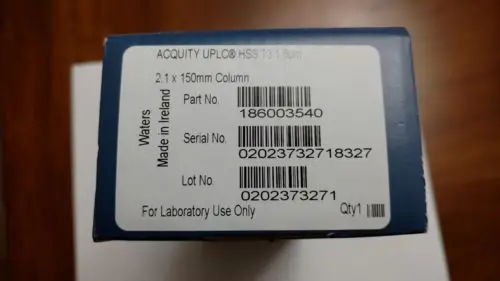 ACQUITY UPLC® HSS T3 1.8µm
2.1 x 150mm Column
Waters
Made in Ireland
Part No.
186003540
Serial No.
02023732718327
Lot No.
0202373271
For Laboratory Use Only
Qty1